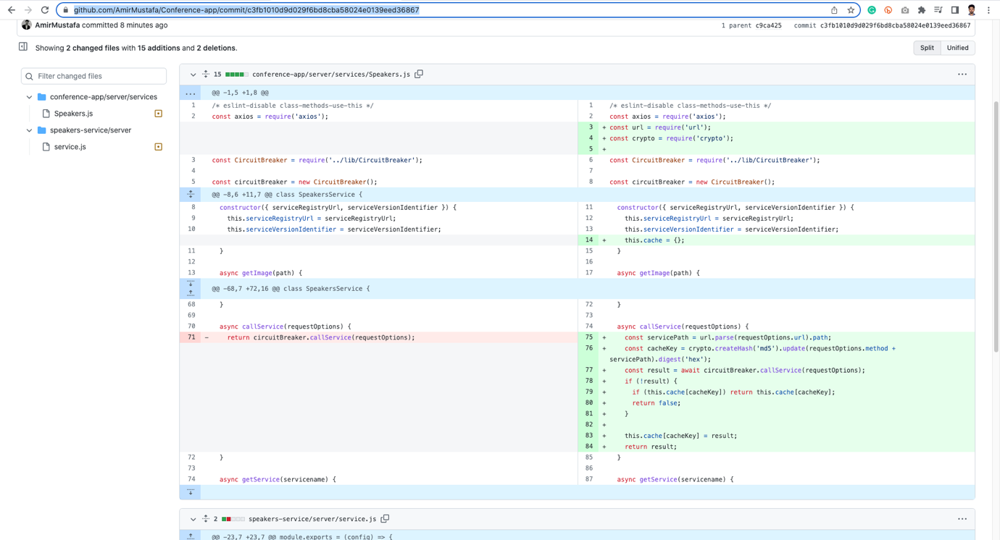 github.com/AmirMustafa/Conference-app/commit/c3fb1010d9d029f6bd8cba58024e0139eed36867
AmirMustafa committed 8 minutes ago
1 parent c9ca425 commit c3fb1010d9d029f6bd8cba58024e0139eed36867
Showing 2 changed files with 15 additions and 2 deletions.
Split Unified
Filter changed files
conference-app/server/services
Speakers.js
speakers-service/server
service.js
15 conference-app/server/services/Speakers.js
... @@ -1,5 +1,8 @@
1 /* eslint-disable class-methods-use-this */ 1 /* eslint-disable class-methods-use-this */
2 const axios = require('axios'); 2 const axios = require('axios');
3 + const url = require('url');
4 + const crypto = require('crypto');
5 +
3 const CircuitBreaker = require('../lib/CircuitBreaker'); 6 const CircuitBreaker = require('../lib/CircuitBreaker');
4 7
5 const circuitBreaker = new CircuitBreaker(); 8 const circuitBreaker = new CircuitBreaker();
@@ -8,6 +11,7 @@ class SpeakersService {
8 constructor({ serviceRegistryUrl, serviceVersionIdentifier }) { 11 constructor({ serviceRegistryUrl, serviceVersionIdentifier }) {
9 this.serviceRegistryUrl = serviceRegistryUrl; 12 this.serviceRegistryUrl = serviceRegistryUrl;
10 this.serviceVersionIdentifier = serviceVersionIdentifier; 13 this.serviceVersionIdentifier = serviceVersionIdentifier;
14 + this.cache = {};
11 } 15 }
12 16
13 async getImage(path) { 17 async getImage(path) {
@@ -68,7 +72,16 @@ class SpeakersService {
68 } 72 }
69 73
70 async callService(requestOptions) { 74 async callService(requestOptions) {
71 - return circuitBreaker.callService(requestOptions); 75 + const servicePath = url.parse(requestOptions.url).path;
76 + const cacheKey = crypto.createHash('md5').update(requestOptions.method +
servicePath).digest('hex');
77 + const result = await circuitBreaker.callService(requestOptions);
78 + if (!result) {
79 + if (this.cache[cacheKey]) return this.cache[cacheKey];
80 + return false;
81 + }
82 +
83 + this.cache[cacheKey] = result;
84 + return result;
72 } 85 }
73 86
74 async getService(servicename) { 87 async getService(servicename) {
2 speakers-service/server/service.js
@@ -23,7 +23,7 @@ module.exports = (config) => {